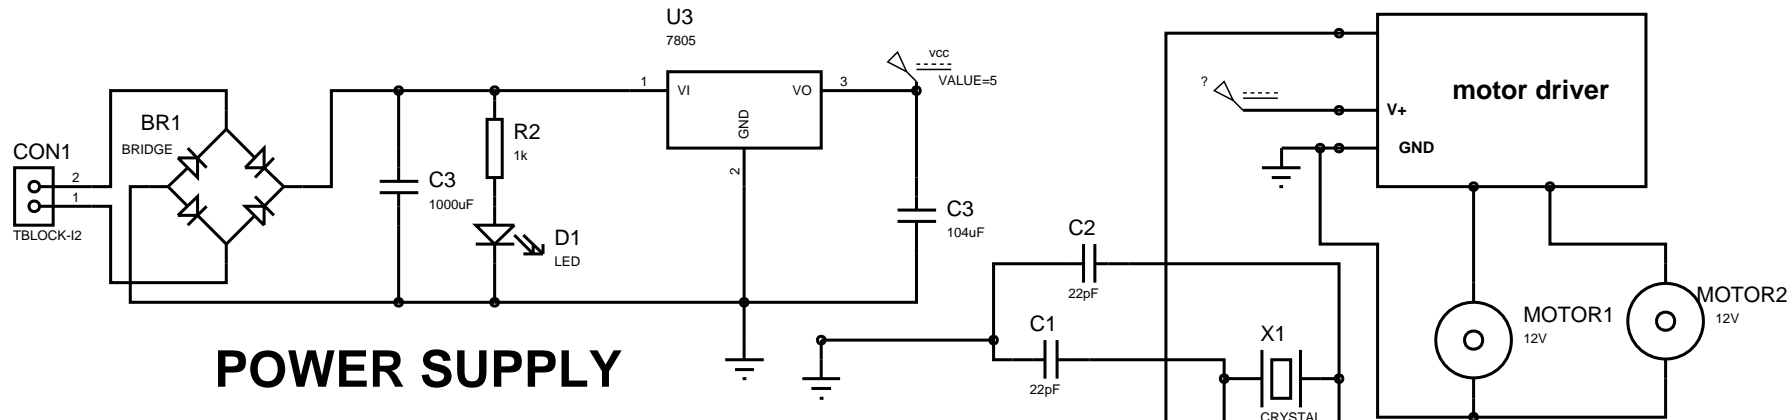 U3
7805
1
VI
VO
3
GND
2
vcc
VALUE=5
CON1
2
1
TBLOCK-I2
BR1
BRIDGE
C3
1000uF
R2
1k
D1
LED
C3
104uF
POWER SUPPLY
C2
22pF
C1
22pF
X1
CRYSTAL
?
motor driver
V+
GND
MOTOR1
12V
MOTOR2
12V